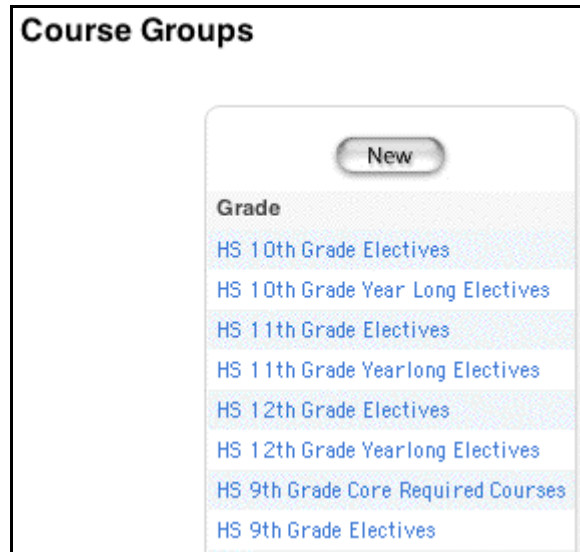 Course Groups
New
Grade
HS 10th Grade Electives
HS 10th Grade Year Long Electives
HS 11th Grade Electives
HS 11th Grade Yearlong Electives
HS 12th Grade Electives
HS 12th Grade Yearlong Electives
HS 9th Grade Core Required Courses
HS 9th Grade Electives